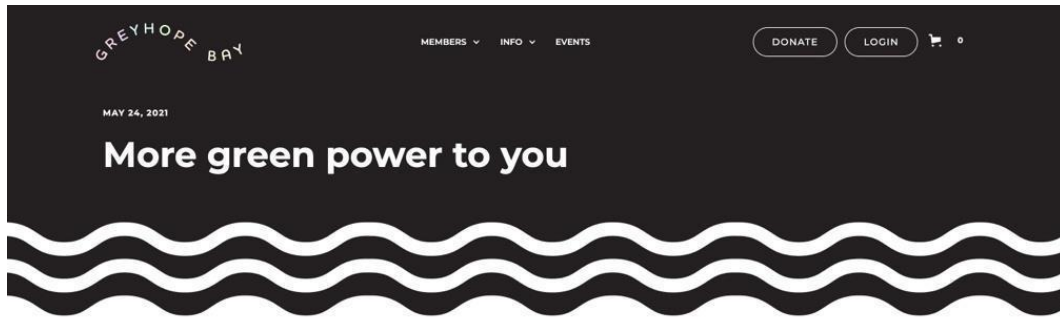 GREYHOPE BAY
MEMBERS INFO EVENTS DONATE LOGIN 0
MAY 24, 2021
More green power to you